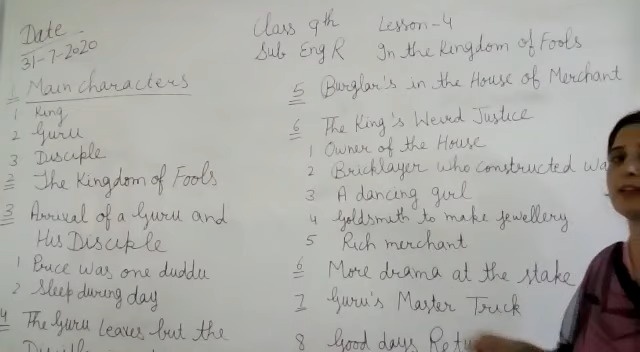 Date
31-7-2020
Class 9th Lesson-4
Sub Eng R In the Kingdom of Fools
1 Main characters
1 King
2 Guru
3 Disciple
2 The Kingdom of Fools
3 Arrival of a Guru and
His Disciple
1 Price was one duddu
2 Sleep during day
4 The Guru Leaves but the
5 Burglar's in the House of Merchant
6 The King's Weird Justice
1 Owner of the House
2 Bricklayer who constructed
3 A dancing girl
4 Goldsmith to make jewellery
5 Rich merchant
6 More drama at the stake
7 Guru's Master Trick
8 Good days